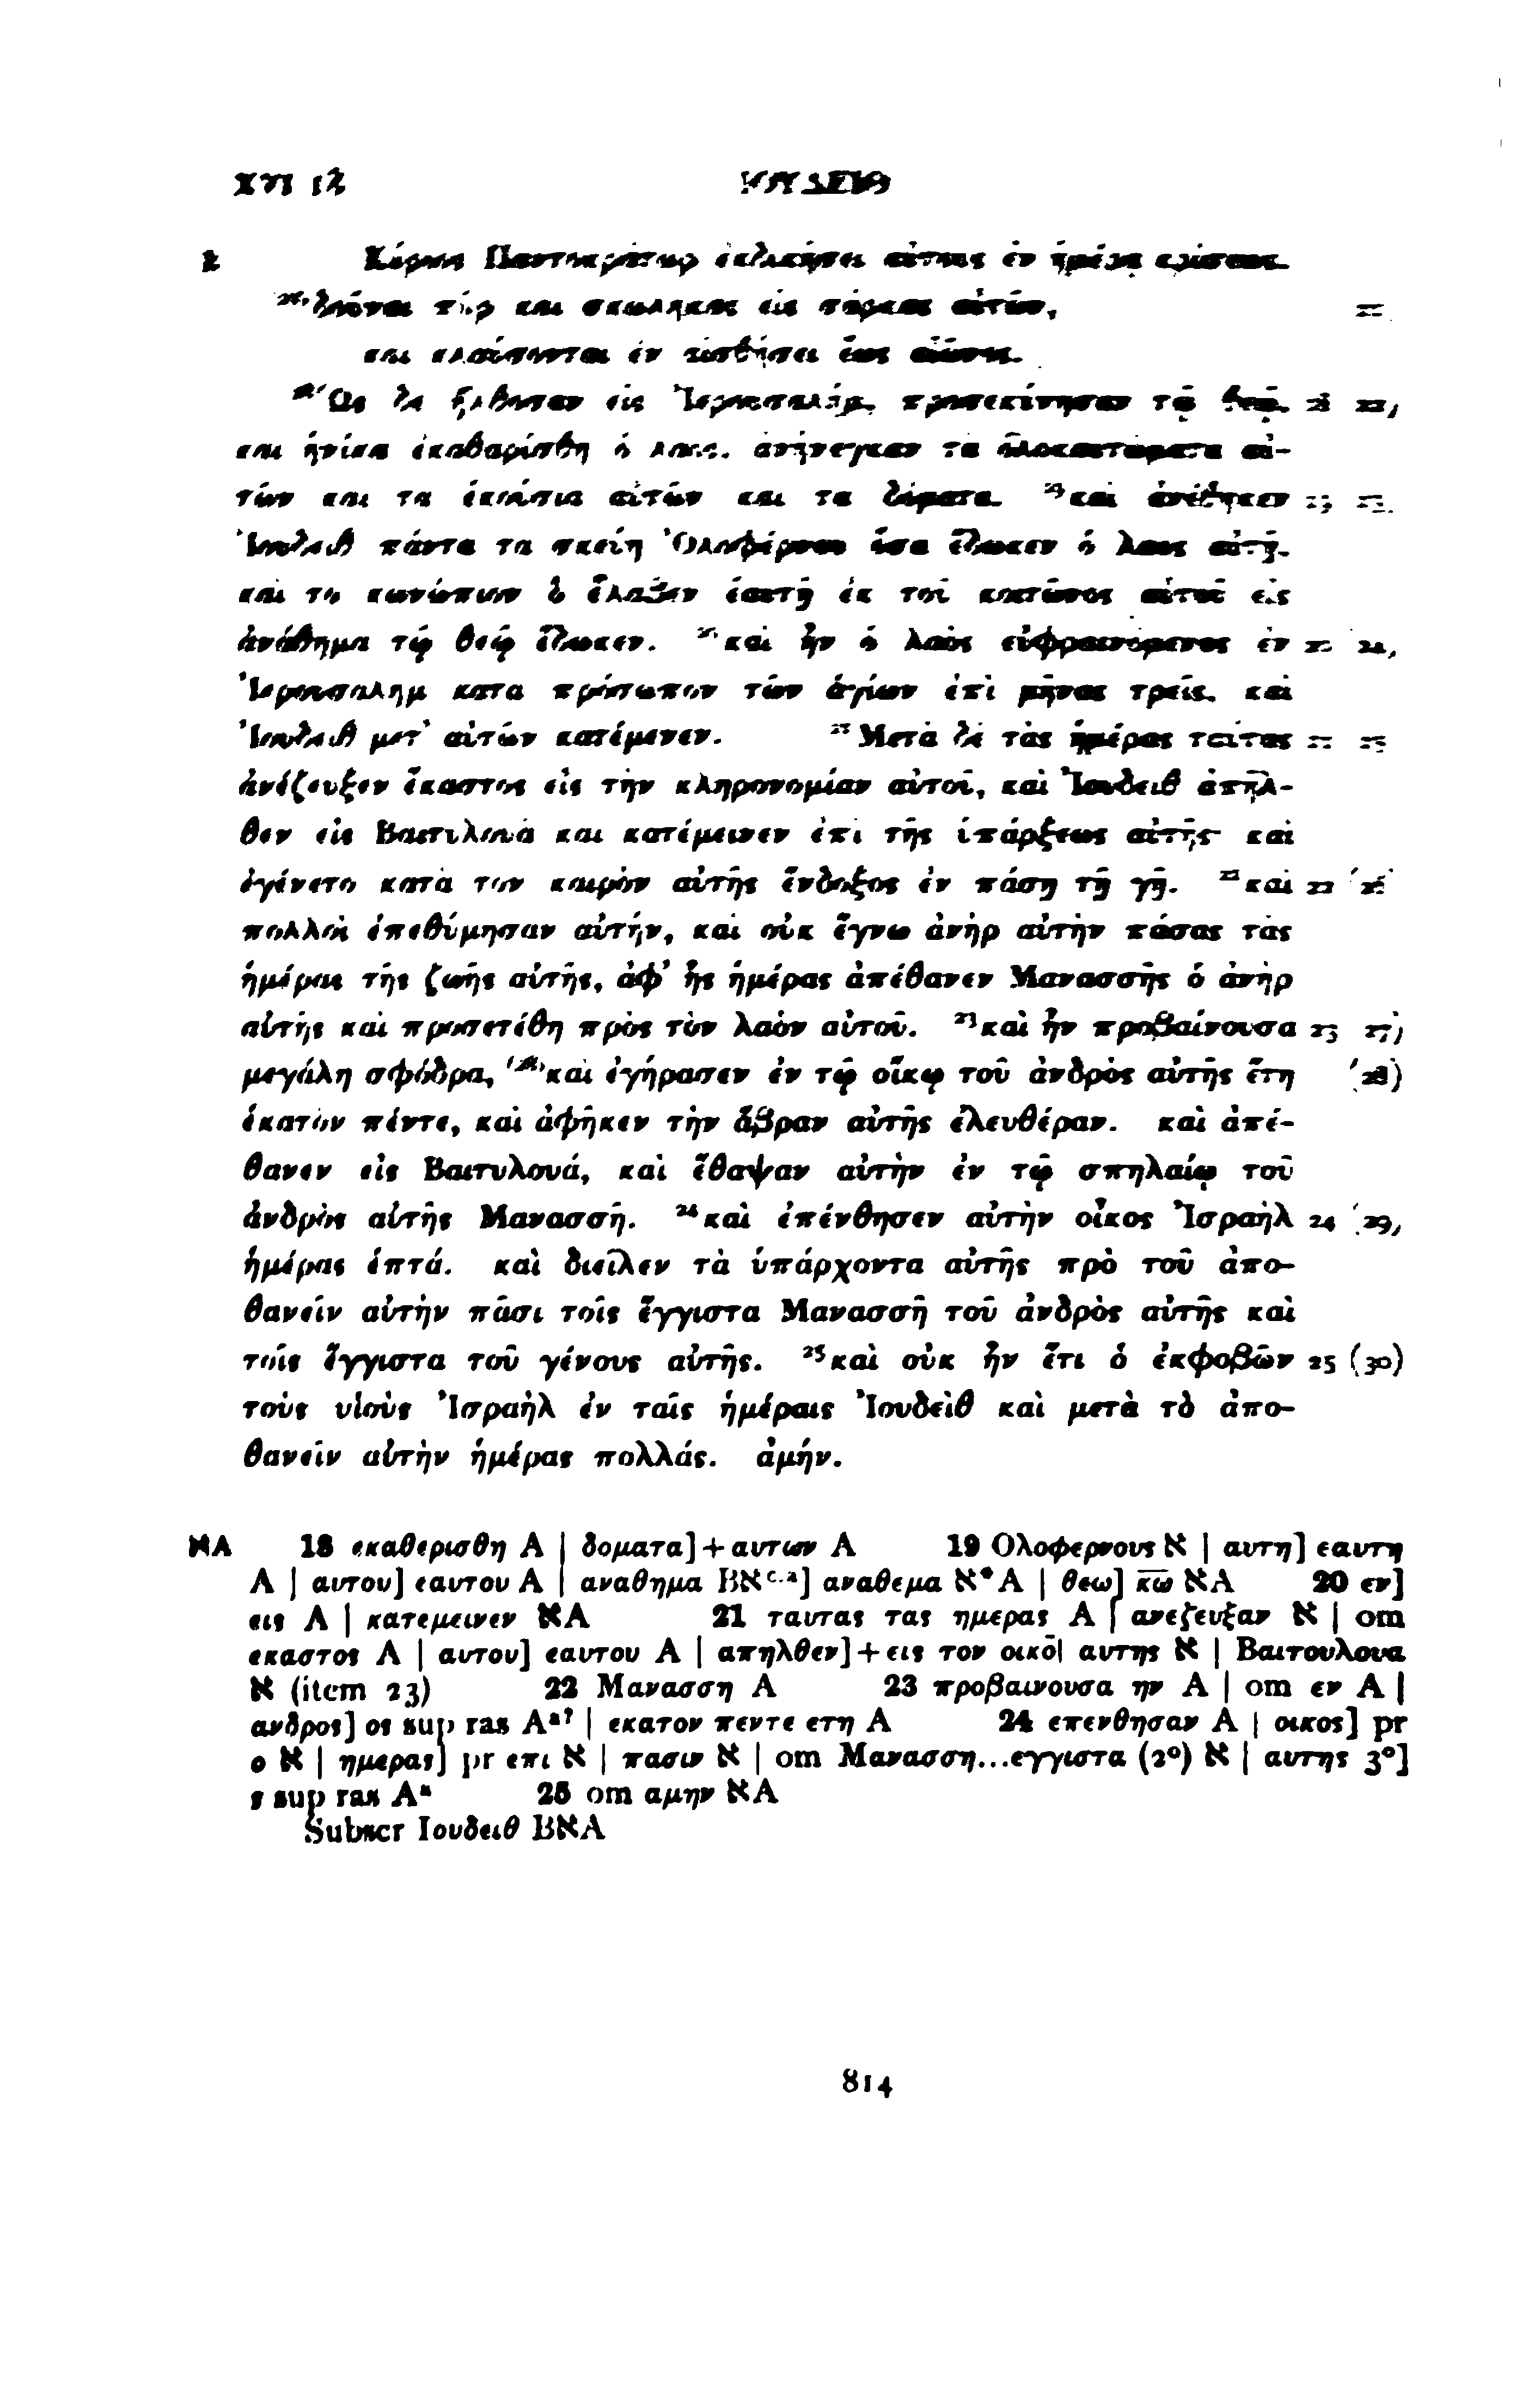 XVI 18 ΙΟΥΔΕΙΘ
B Κύριος Παντοκράτωρ ἐκδικήσει αὐτοὺς ἐν ἡμέρᾳ κρίσεως,
δοῦναι πῦρ καὶ σκώληκας εἰς σάρκας αὐτῶν,
καὶ κλαύσονται ἐν αἰσθήσει ἕως αἰῶνος.
18 Ὡς δὲ ἤλθοσαν εἰς Ἰερουσαλήμ, προσεκύνησαν τῷ θεῷ, 18
καὶ ἡνίκα ἐκαθαρίσθη ὁ λαός, ἀνήνεγκαν τὰ ὁλοκαυτώματα αὐ-
τῶν καὶ τὰ ἑκούσια αὐτῶν καὶ τὰ δόματα. 19 καὶ ἀνέθηκεν 19
Ἰουδεὶθ πάντα τὰ σκεύη Ὀλοφέρνου ὅσα ἔδωκεν ὁ λαὸς αὐτῇ,
καὶ τὸ κωνώπιον ὃ ἔλαβεν ἑαυτῇ ἐκ τοῦ κοιτῶνος αὐτοῦ εἰς
ἀνάθημα τῷ θεῷ ἔδωκεν. 20 καὶ ἦν ὁ λαὸς εὐφραινόμενος ἐν 20
Ἰερουσαλὴμ κατὰ πρόσωπον τῶν ἁγίων ἐπὶ μῆνας τρεῖς, καὶ
Ἰουδεὶθ μετ᾽ αὐτῶν κατέμενεν. 21 Μετὰ δὲ τὰς ἡμέρας ταύτας 21
ἀνέζευξεν ἕκαστος εἰς τὴν κληρονομίαν αὐτοῦ, καὶ Ἰουδεὶθ ἀπῆλ-
θεν εἰς Βαιτυλουὰ καὶ κατέμεινεν ἐπὶ τῆς ὑπάρξεως αὐτῆς· καὶ
ἐγένετο κατὰ τὸν καιρὸν αὐτῆς ἔνδοξος ἐν πάσῃ τῇ γῇ. 22 καὶ 22
πολλοὶ ἐπεθύμησαν αὐτήν, καὶ οὐκ ἔγνω ἀνὴρ αὐτὴν πάσας τὰς
ἡμέρας τῆς ζωῆς αὐτῆς, ἀφ᾽ ἧς ἡμέρας ἀπέθανεν Μανασσῆς ὁ ἀνὴρ
αὐτῆς καὶ προσετέθη πρὸς τὸν λαὸν αὐτοῦ. 23 καὶ ἦν προβαίνουσα 23 (27)
μεγάλη σφόδρα, (28) καὶ ἐγήρασεν ἐν τῷ οἴκῳ τοῦ ἀνδρὸς αὐτῆς ἔτη (28)
ἑκατὸν πέντε, καὶ ἀφῆκεν τὴν ἅβραν αὐτῆς ἐλευθέραν. καὶ ἀπέ-
θανεν εἰς Βαιτυλουά, καὶ ἔθαψαν αὐτὴν ἐν τῷ σπηλαίῳ τοῦ
ἀνδρὸς αὐτῆς Μανασσῆ. 24 καὶ ἐπένθησεν αὐτὴν οἶκος Ἰσραὴλ 24 (29)
ἡμέρας ἑπτά. καὶ διεῖλεν τὰ ὑπάρχοντα αὐτῆς πρὸ τοῦ ἀπο-
θανεῖν αὐτὴν πᾶσι τοῖς ἔγγιστα Μανασσῆ τοῦ ἀνδρὸς αὐτῆς καὶ
τοῖς ἔγγιστα τοῦ γένους αὐτῆς. 25 καὶ οὐκ ἦν ἔτι ὁ ἐκφοβῶν 25 (30)
τοὺς υἱοὺς Ἰσραὴλ ἐν ταῖς ἡμέραις Ἰουδεὶθ καὶ μετὰ τὸ ἀπο-
θανεῖν αὐτὴν ἡμέρας πολλάς. ἀμήν.
אA 18 εκαθερισθη A | δοματα]+αυτων A 19 Ολοφερνους א | αυτη] εαυτη
A | αυτου] εαυτου A | αναθημα Bא c.a] αναθεμα א*A | θεω] κ̅ω̅ אA 20 εν]
εις A | κατεμεινεν אA 21 ταυτας τας ημερας A | ανεζευξαν א | om
εκαστος A | αυτου] εαυτου A | απηλθεν]+εις τον οικο̅| αυτης א | Βαιτουλουα
א (item 23) 22 Μανασση A 23 προβαινουσα ην A | om εν A |
ανδρος] ος sup ras Aa? | εκατον πεντε ετη A 24 επενθησαν A | οικος] pr
ο א | ημερας] pr επι א | πασιν א | om Μανασση...εγγιστα (2°) א | αυτης 3°]
ς sup ras Aa 25 om αμην אA
Subscr Ιουδειθ BאA
814